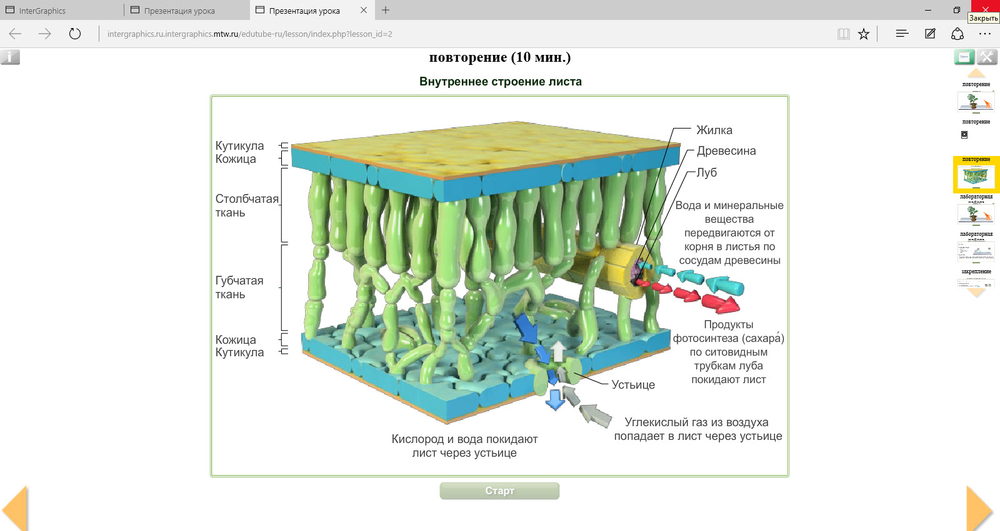 InterGraphics
Презентация урока
Презентация урока
Закрыть
intergraphics.ru.intergraphics.mtw.ru/edutube-ru/lesson/index.php?lesson_id=2
повторение (10 мин.)
Внутреннее строение листа
Кутикула
Кожица
Столбчатая
ткань
Губчатая
ткань
Кожица
Кутикула
Жилка
Древесина
Луб
Вода и минеральные
вещества
передвигаются от
корня в листья по
сосудам древесины
Продукты
фотосинтеза (сахара́)
по ситовидным
трубкам луба
покидают лист
Устьице
Углекислый газ из воздуха
попадает в лист через устьице
Кислород и вода покидают
лист через устьице
Старт
повторение
повторение
повторение
лабораторная
работа
лабораторная
работа
закрепление